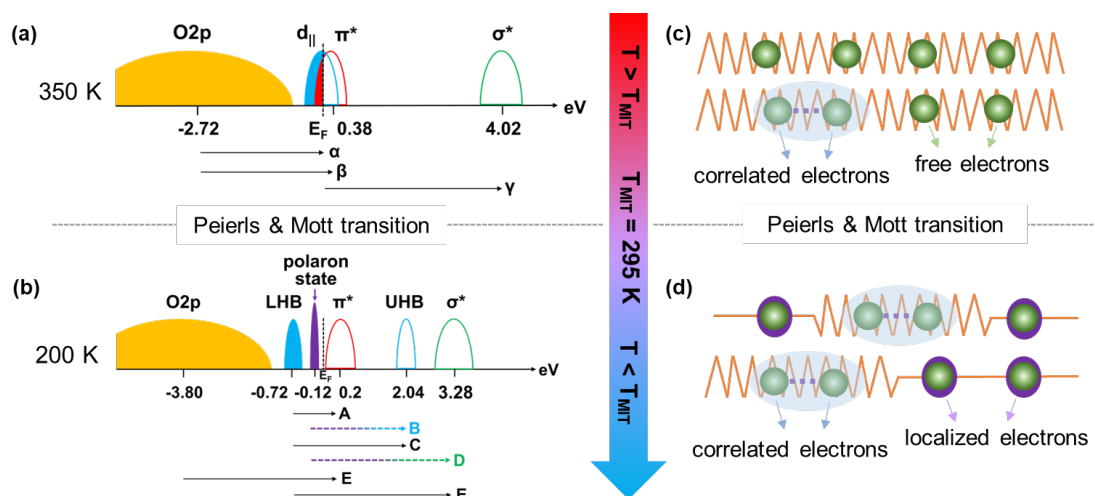 (a)
O2p
d||
π*
σ*
350 K
eV
-2.72
EF
0.38
4.02
α
β
γ
Peierls & Mott transition
(b)
polaron
state
O2p
LHB
π*
UHB
σ*
200 K
EF
eV
-3.80
-0.72
-0.12
0.2
2.04
3.28
A
B
C
D
E
F
T > TMIT
TMIT = 295 K
T < TMIT
(c)
correlated electrons
free electrons
Peierls & Mott transition
(d)
correlated electrons
localized electrons